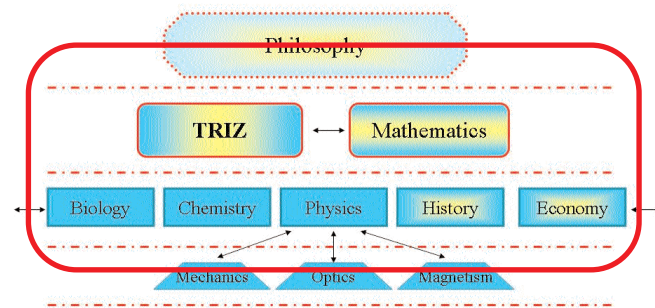 Philosophy
TRIZ
Mathematics
Biology
Chemistry
Physics
History
Economy
Mechanics
Optics
Magnetism